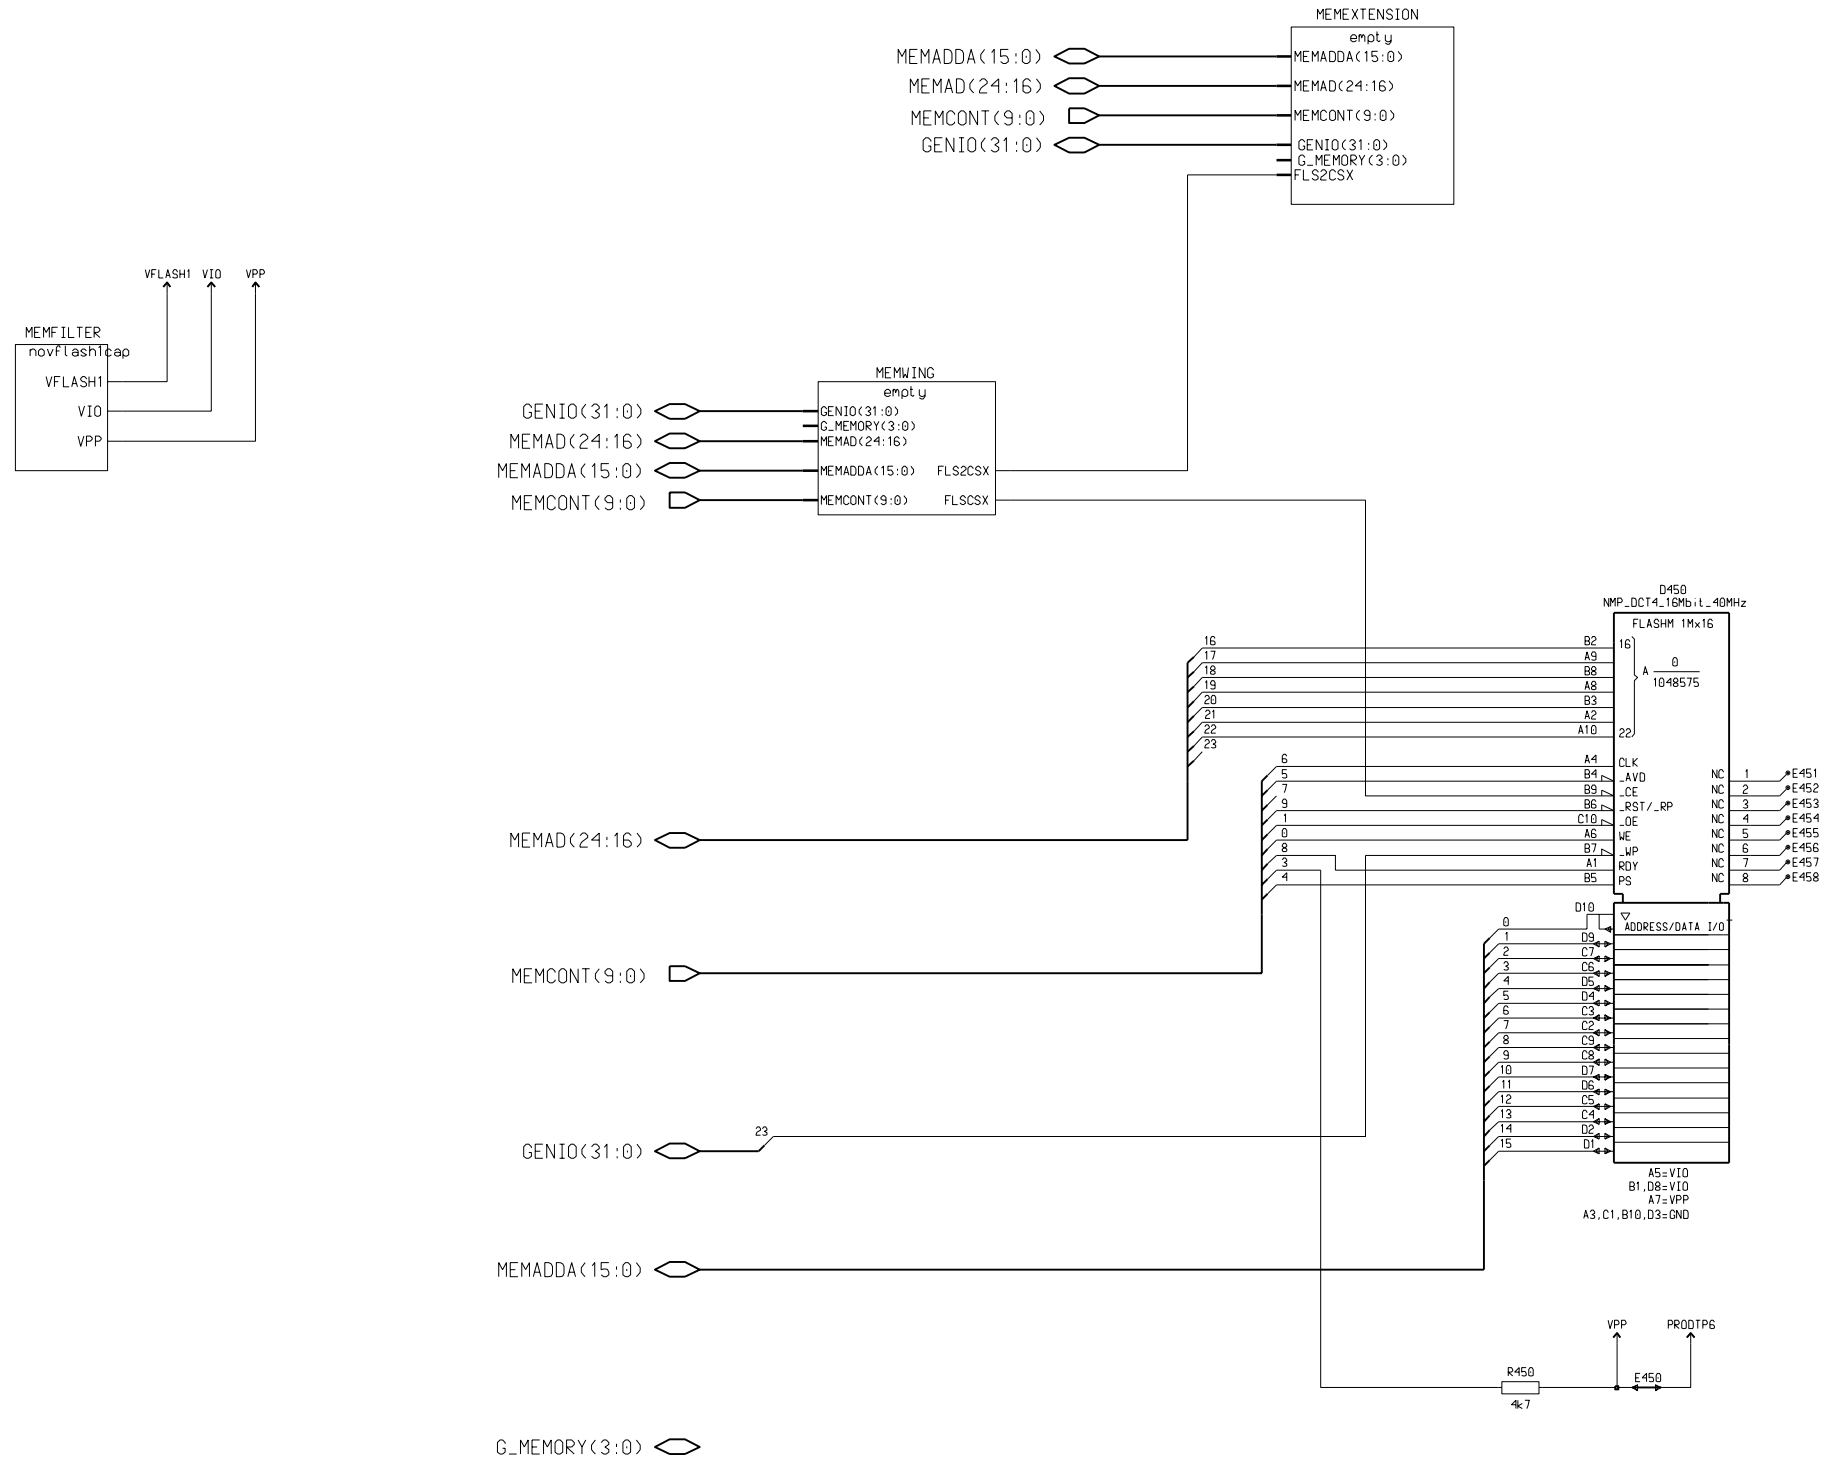 MEMEXTENSION
empty
MEMADDA(15:0) MEMADDA(15:0)
MEMAD(24:16) MEMAD(24:16)
MEMCONT(9:0) MEMCONT(9:0)
GENIO(31:0) GENIO(31:0)
G_MEMORY(3:0)
FLS2CSX
VFLASH1 VIO VPP
MEMFILTER
novflash1cap
VFLASH1
VIO
VPP
MEMWING
empty
GENIO(31:0) GENIO(31:0)
G_MEMORY(3:0)
MEMAD(24:16) MEMAD(24:16)
MEMADDA(15:0) MEMADDA(15:0) FLS2CSX
MEMCONT(9:0) MEMCONT(9:0) FLSCSX
D450
NMP_DCT4_16Mbit_40MHz
FLASHM 1Mx16
16 B2 16
17 A9
18 B8 A 0
19 A8 1048575
20 B3
21 A2
22 A10 22
23
6 A4 CLK
5 B4 _AVD NC 1 E451
7 B9 _CE NC 2 E452
9 B6 _RST/_RP NC 3 E453
1 C10 _OE NC 4 E454
0 A6 WE NC 5 E455
8 B7 _WP NC 6 E456
3 A1 RDY NC 7 E457
4 B5 PS NC 8 E458
MEMAD(24:16)
D10
0 ADDRESS/DATA I/O
1 D9
2 C7
3 C6
4 D5
5 D4
6 C3
7 C2
8 C9
9 C8
10 D7
11 D6
12 C5
13 C4
14 D2
15 D1
MEMCONT(9:0)
23
GENIO(31:0)
A5=VIO
B1,D8=VIO
A7=VPP
A3,C1,B10,D3=GND
MEMADDA(15:0)
VPP PRODTP6
R450 E450
4k7
G_MEMORY(3:0)